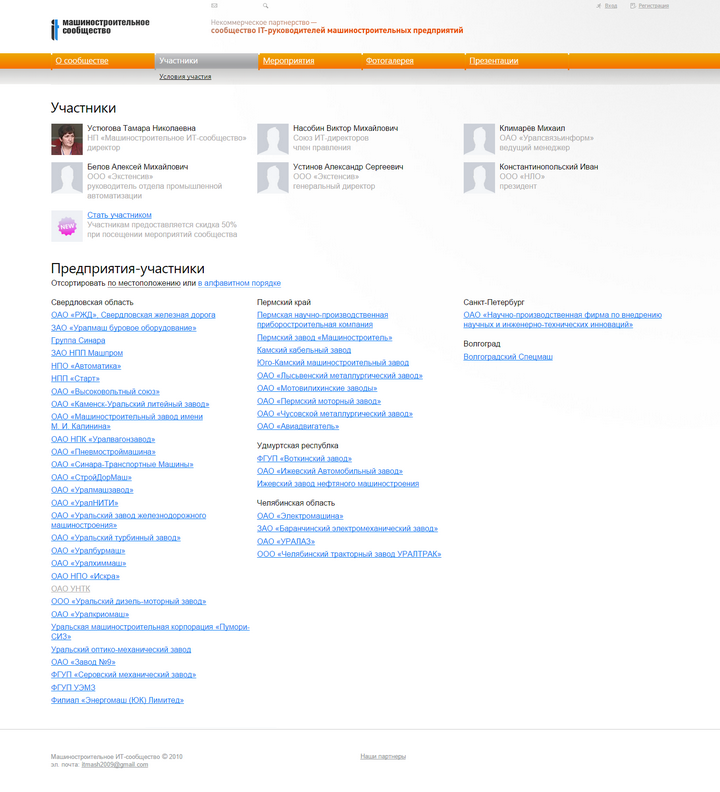 Вход Регистрация
машиностроительное
сообщество
Некоммерческое партнерство —
сообщество IT-руководителей машиностроительных предприятий
О сообществе
Участники
Мероприятия
Фотогалерея
Презентации
Условия участия
Участники
Устюгова Тамара Николаевна
НП «Машиностроительное ИТ-сообщество»
директор
Насобин Виктор Михайлович
Союз ИТ-директоров
член правления
Климарёв Михаил
ОАО «Уралсвязьинформ»
ведущий менеджер
Белов Алексей Михайлович
ООО «Экстенсив»
руководитель отдела промышленной
автоматизации
Устинов Александр Сергеевич
ООО «Экстенсив»
генеральный директор
Константинопольский Иван
ООО «НЛО»
президент
NEW
Стать участником
Участникам предоставляется скидка 50%
при посещении мероприятий сообщества
Предприятия-участники
Отсортировать по местоположению или в алфавитном порядке
Свердловская область
ОАО «РЖД», Свердловская железная дорога
ЗАО «Уралмаш буровое оборудование»
Группа Синара
ЗАО НПП Машпром
НПО «Автоматика»
НПП «Старт»
ОАО «Высоковольтный союз»
ОАО «Каменск-Уральский литейный завод»
ОАО «Машиностроительный завод имени
М. И. Калинина»
ОАО НПК «Уралвагонзавод»
ОАО «Пневмостроймашина»
ОАО «Синара-Транспортные Машины»
ОАО «СтройДорМаш»
ОАО «Уралмашзавод»
ОАО «УралНИТИ»
ОАО «Уральский завод железнодорожного
машиностроения»
ОАО «Уральский турбинный завод»
ОАО «Уралбурмаш»
ОАО «Уралхиммаш»
ОАО НПО «Искра»
ОАО УНТК
ООО «Уральский дизель-моторный завод»
ОАО «Уралкриомаш»
Уральская машиностроительная корпорация «Пумори-
СИЗ»
Уральский оптико-механический завод
ОАО «Завод №9»
ФГУП «Серовский механический завод»
ФГУП УЭМЗ
Филиал «Энергомаш (ЮК) Лимитед»
Пермский край
Пермская научно-производственная
приборостроительная компания
Пермский завод «Машиностроитель»
Камский кабельный завод
Юго-Камский машиностроительный завод
ОАО «Лысьвенский металлургический завод»
ОАО «Мотовилихинские заводы»
ОАО «Пермский моторный завод»
ОАО «Чусовской металлургический завод»
ОАО «Авиадвигатель»
Удмуртская республика
ФГУП «Воткинский завод»
ОАО «Ижевский Автомобильный завод»
Ижевский завод нефтяного машиностроения
Челябинская область
ОАО «Электромашина»
ЗАО «Баранчинский электромеханический завод»
ОАО «УРАЛАЗ»
ООО «Челябинский тракторный завод УРАЛТРАК»
Санкт-Петербург
ОАО «Научно-производственная фирма по внедрению
научных и инженерно-технических инноваций»
Волгоград
Волгоградский Спецмаш
Машиностроительное ИТ-сообщество © 2010
эл. почта: itmash2009@gmail.com
Наши партнеры